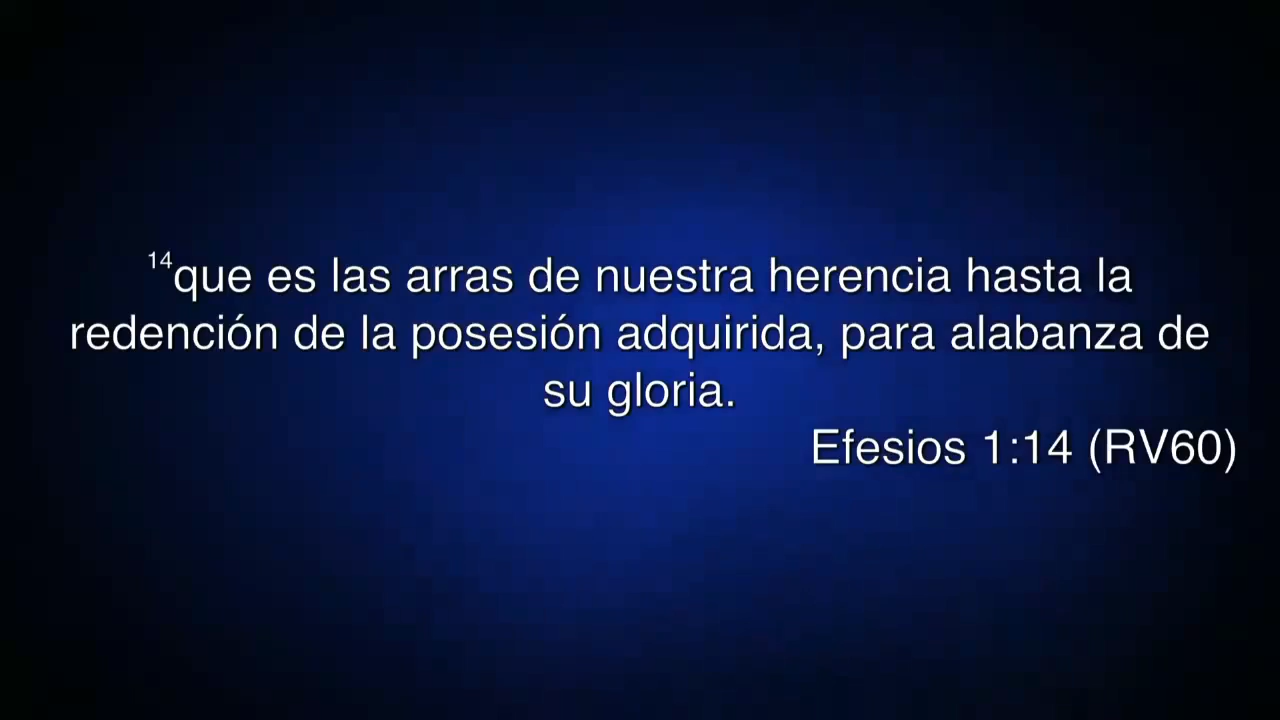 14que es las arras de nuestra herencia hasta la
redención de la posesión adquirida, para alabanza de
su gloria.
Efesios 1:14 (RV60)